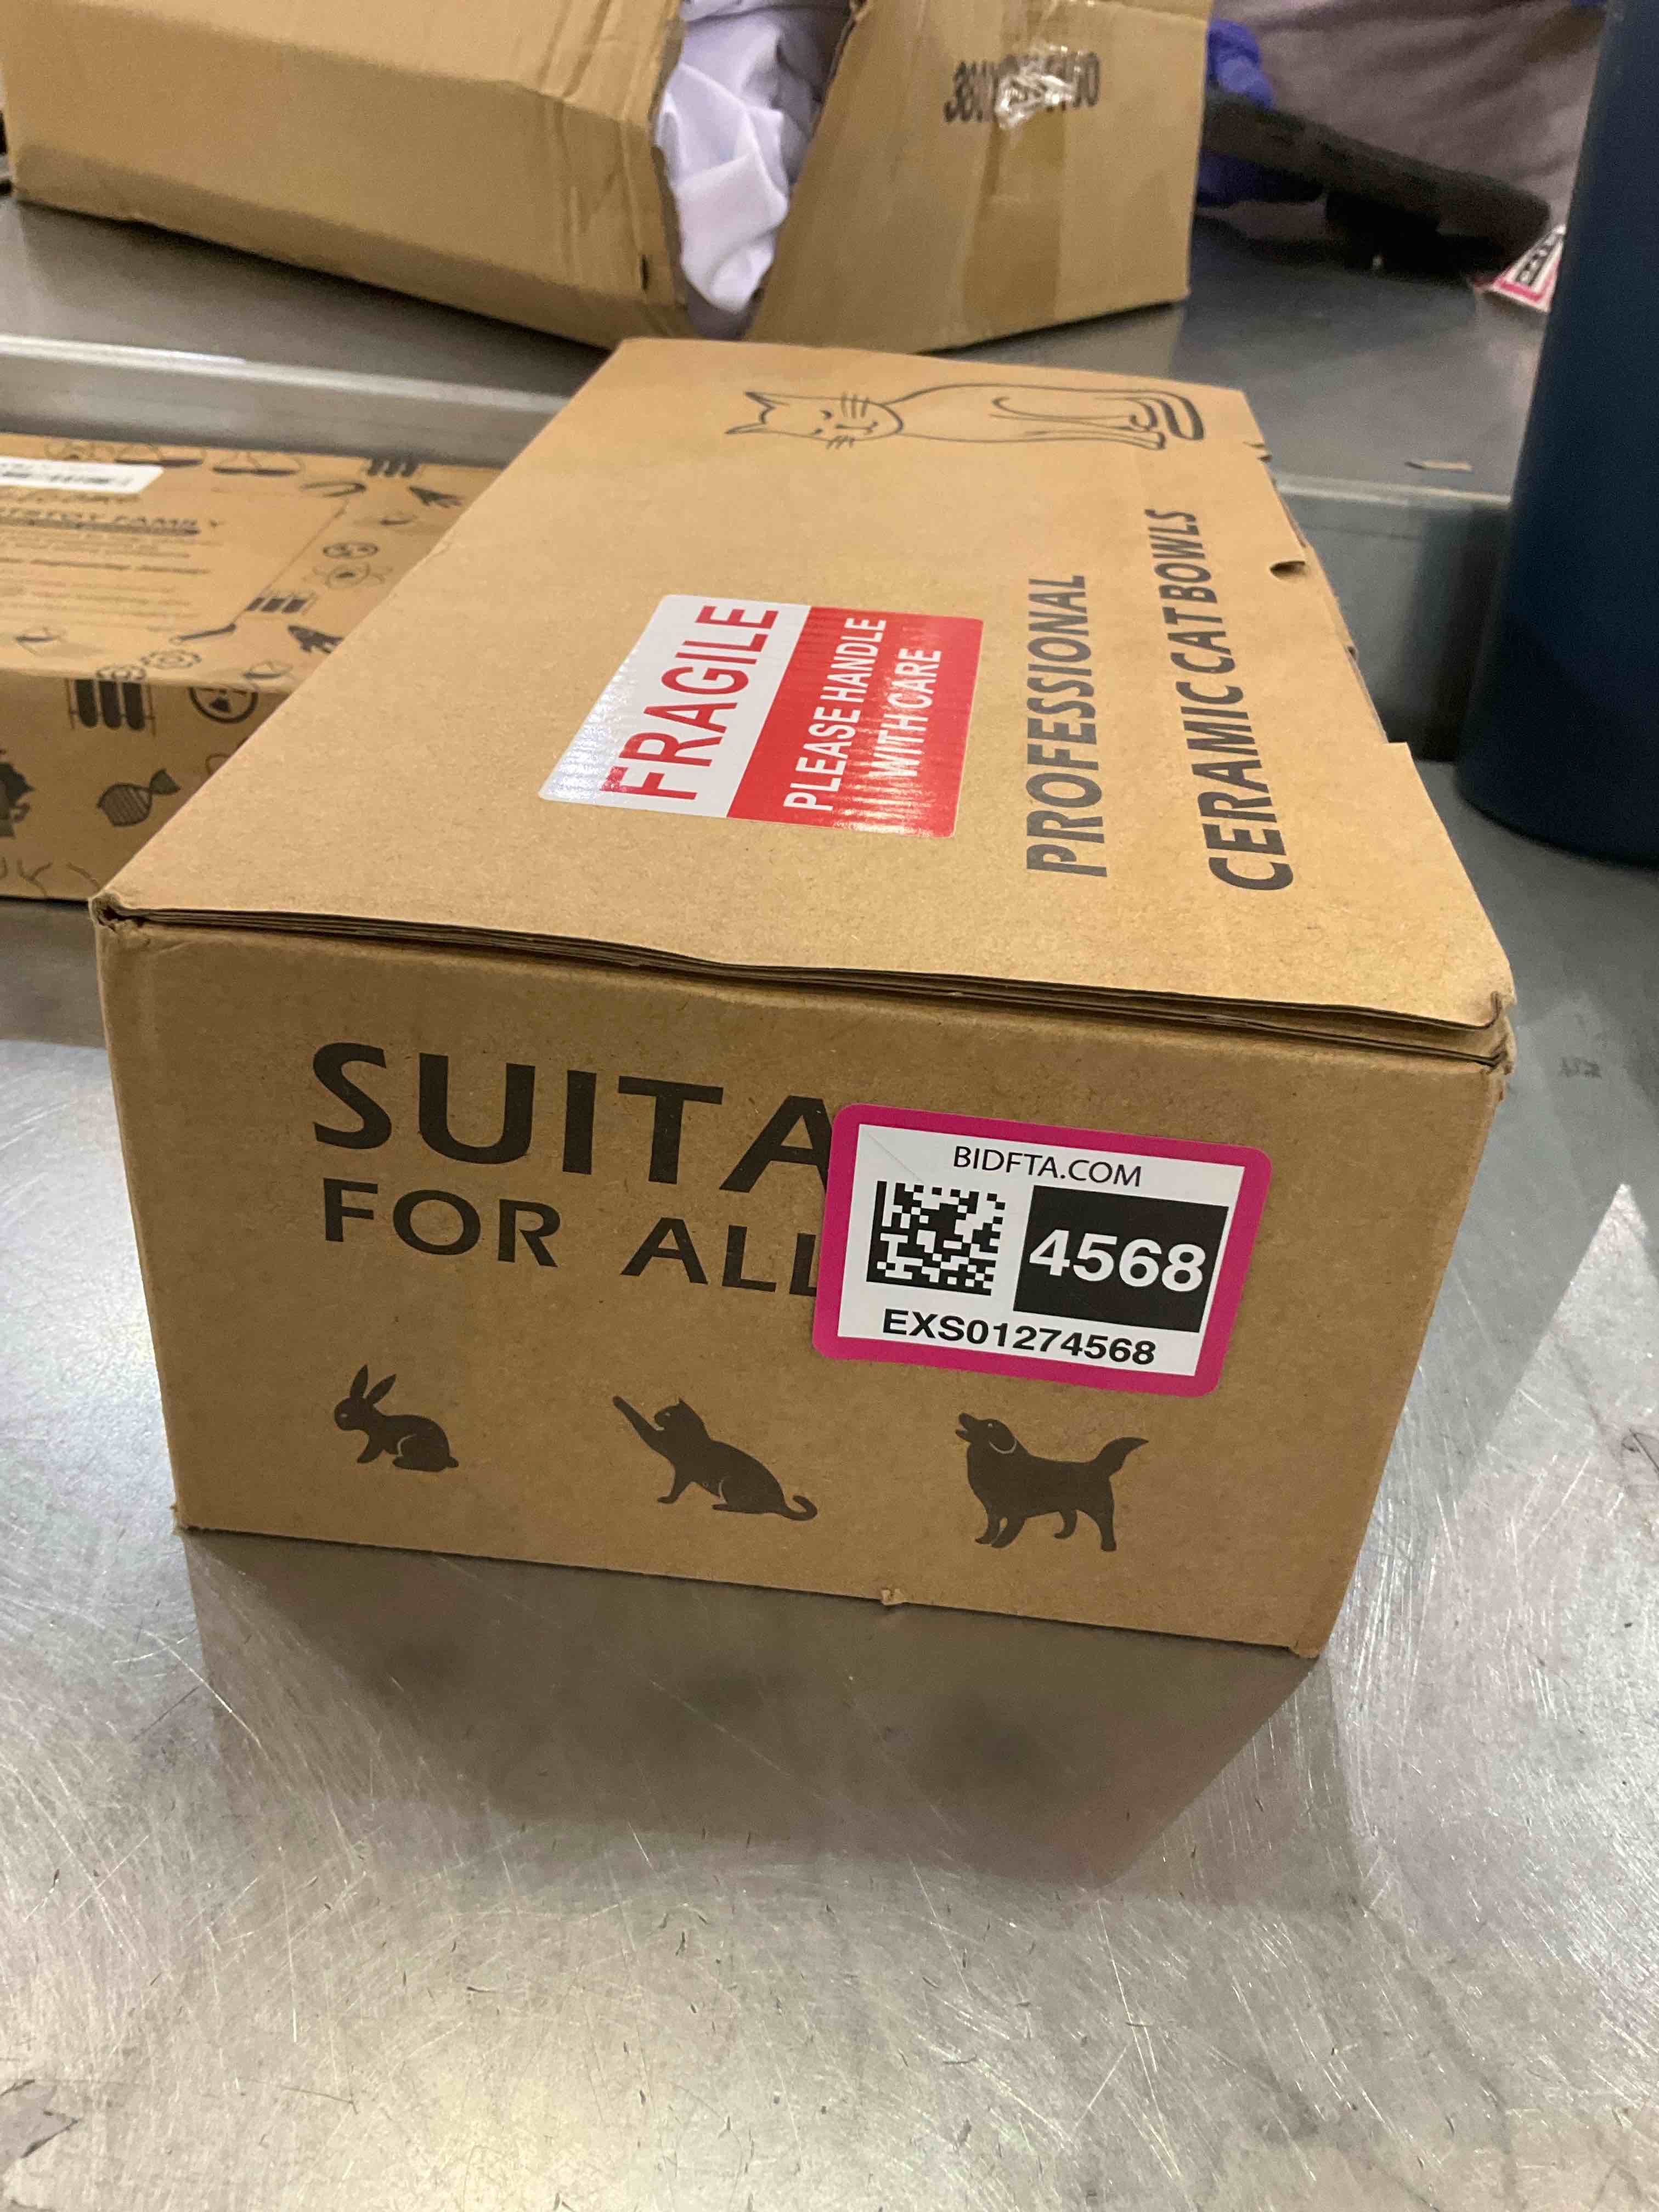 FRAGILE
PLEASE HANDLE
WITH CARE
PROFESSIONAL
CERAMIC CAT BOWLS
SUITA
FOR ALL
BIDFTA.COM
4568
EXS01274568